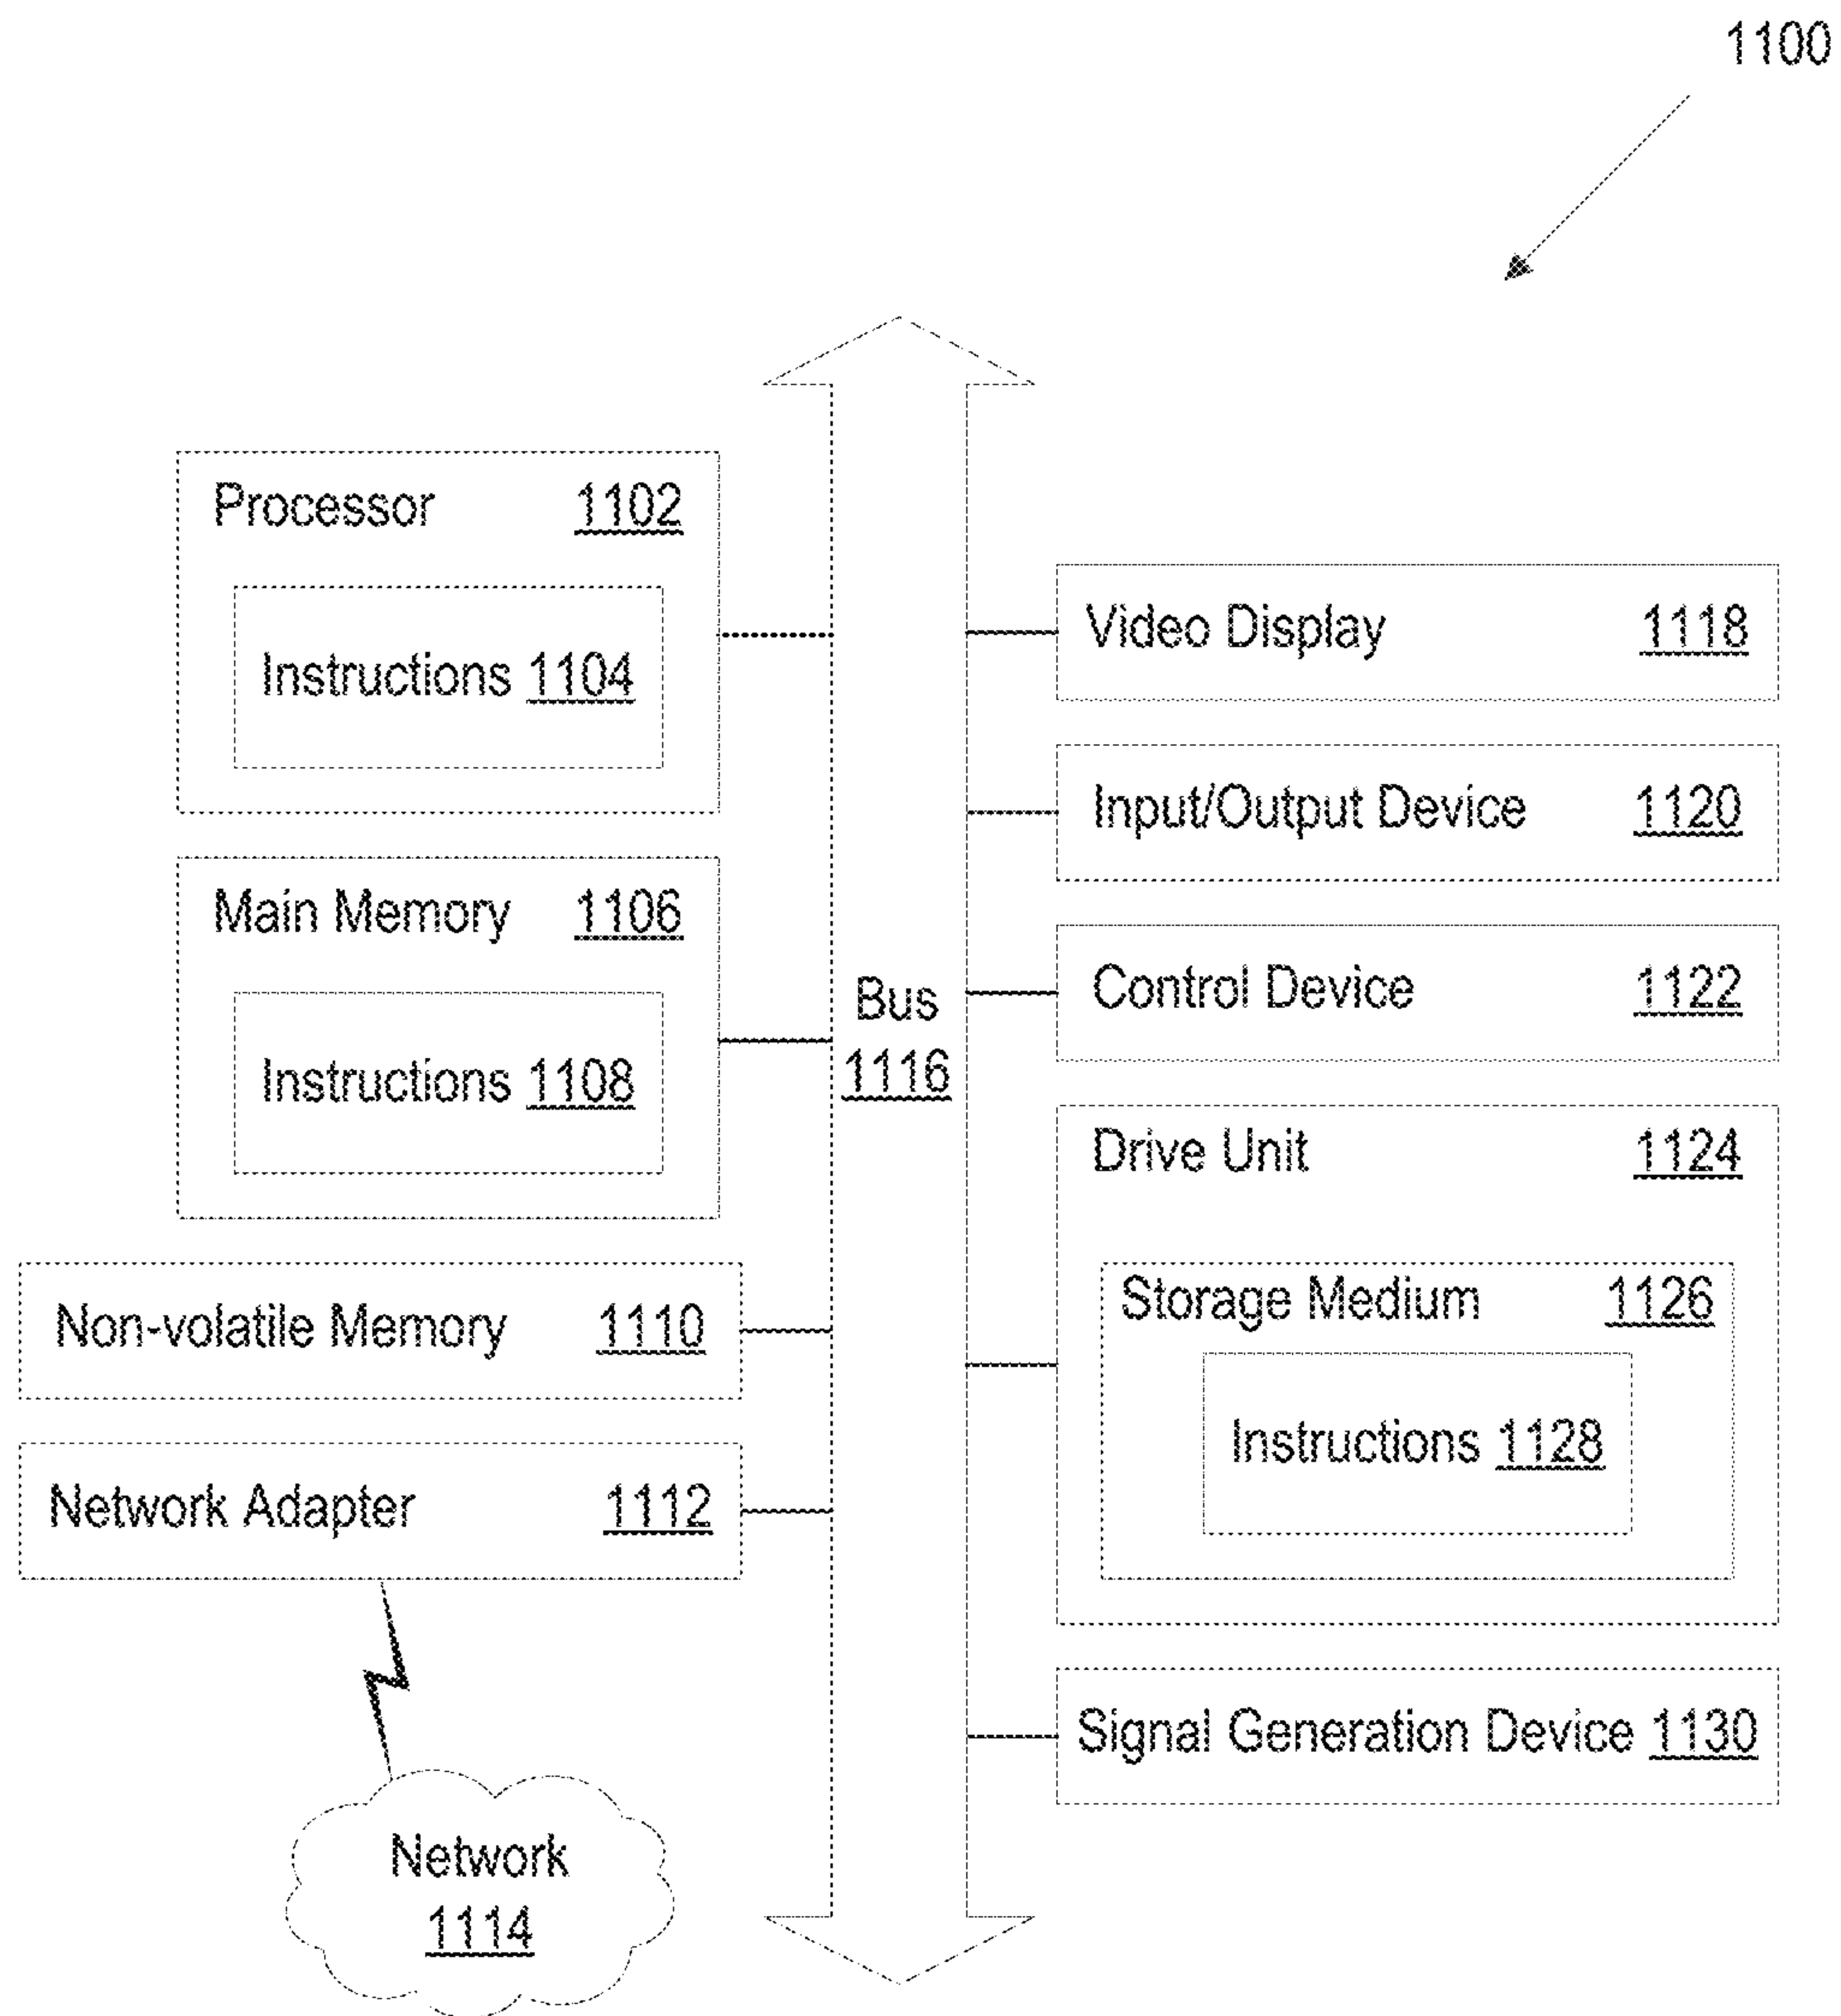 1100
Processor 1102
Instructions 1104
Main Memory 1106
Instructions 1108
Non-volatile Memory 1110
Network Adapter 1112
Network
1114
Bus
1116
Video Display 1118
Input/Output Device 1120
Control Device 1122
Drive Unit 1124
Storage Medium 1126
Instructions 1128
Signal Generation Device 1130